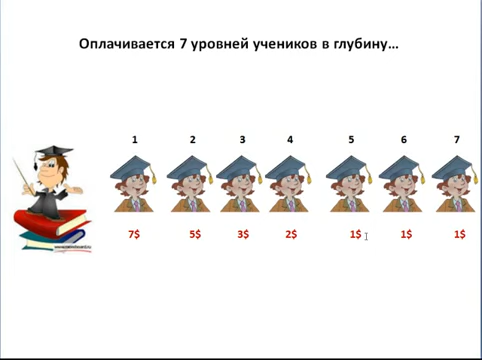 Оплачивается 7 уровней учеников в глубину...
1 2 3 4 5 6 7
7$ 5$ 3$ 2$ 1$ 1$ 1$